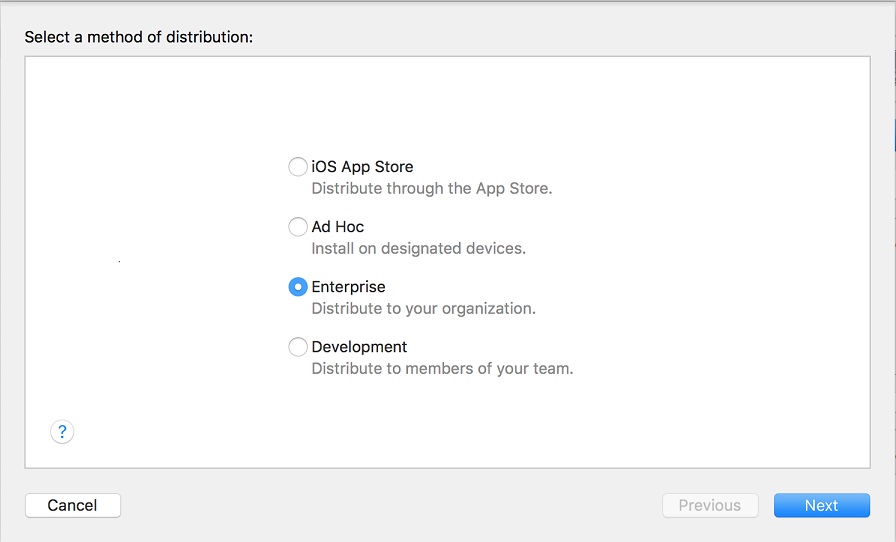 Select a method of distribution:
iOS App Store
Distribute through the App Store.
Ad Hoc
Install on designated devices.
Enterprise
Distribute to your organization.
Development
Distribute to members of your team.
?
Cancel
Previous
Next